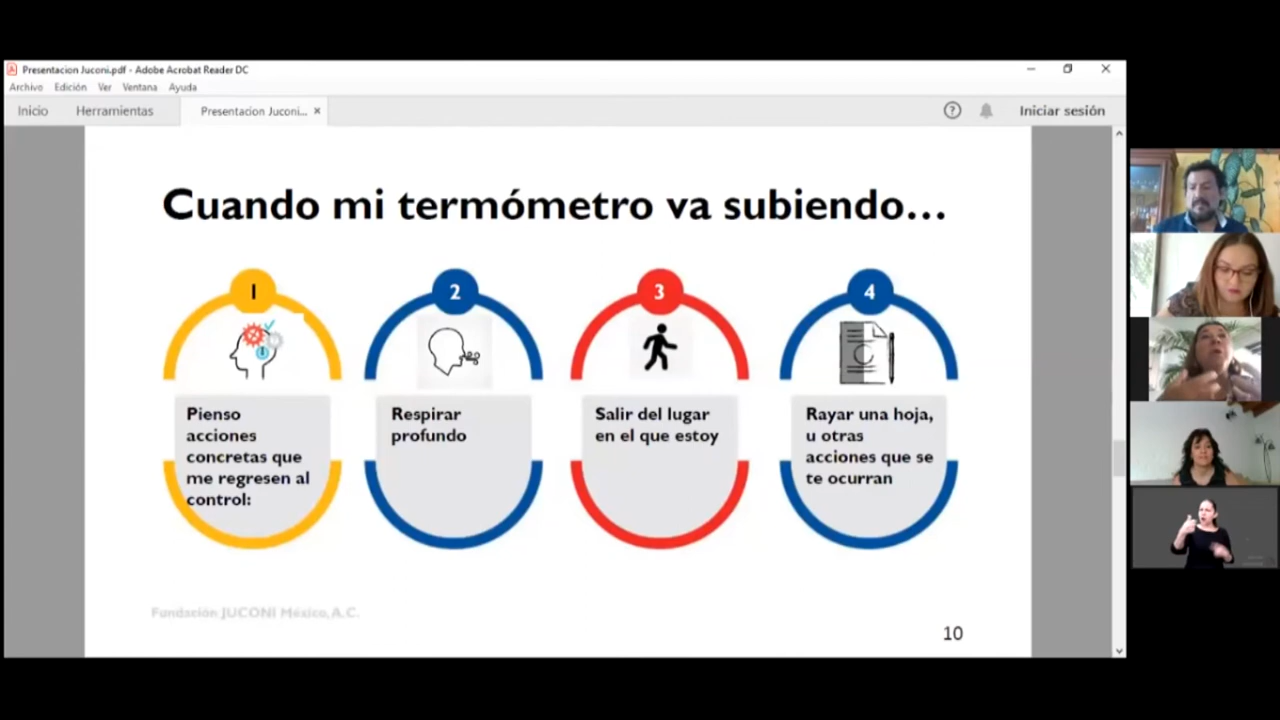 Presentacion Juconi.pdf - Adobe Acrobat Reader DC
Archivo Edición Ver Ventana Ayuda
Inicio Herramientas Presentacion Juconi... × Iniciar sesión
Cuando mi termómetro va subiendo...
1
Pienso
acciones
concretas que
me regresen al
control:
2
Respirar
profundo
3
Salir del lugar
en el que estoy
4
Rayar una hoja,
u otras
acciones que se
te ocurran
Fundación JUCONI México, A.C.
10